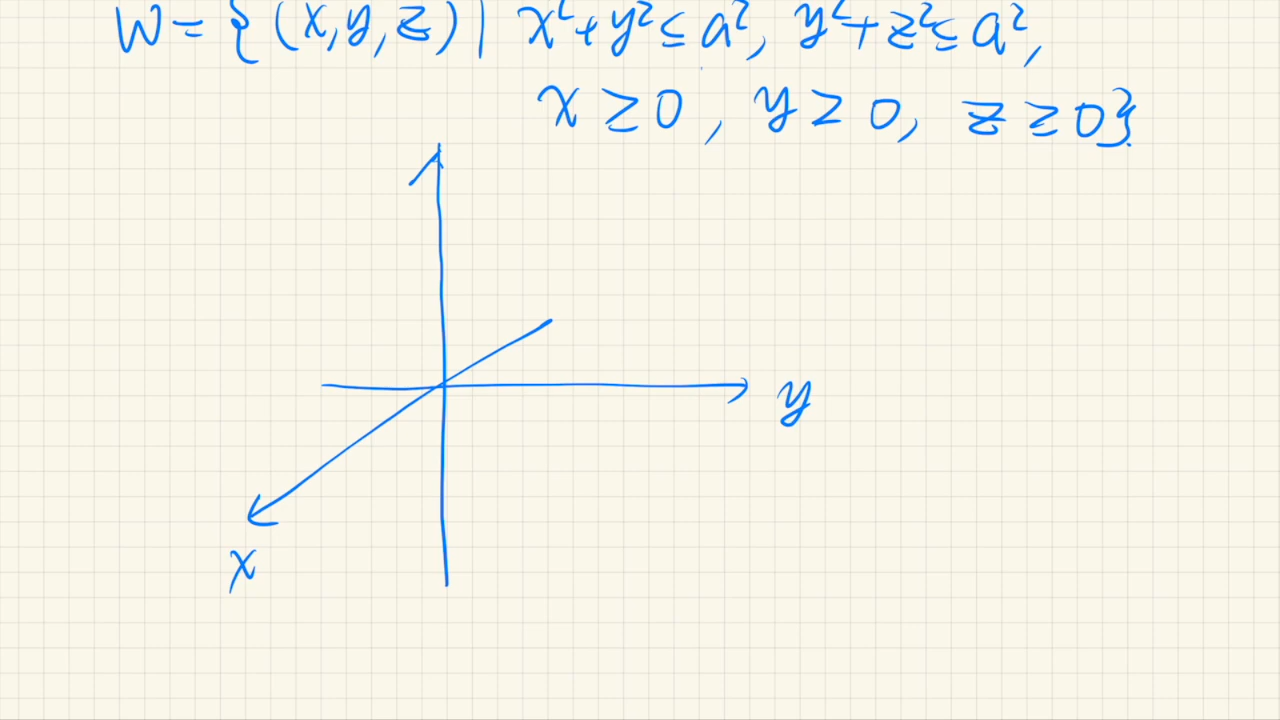 W = { (x, y, z) | x² + y² ≤ a², y² + z² ≤ a²,
x ≥ 0, y ≥ 0, z ≥ 0}
y
x